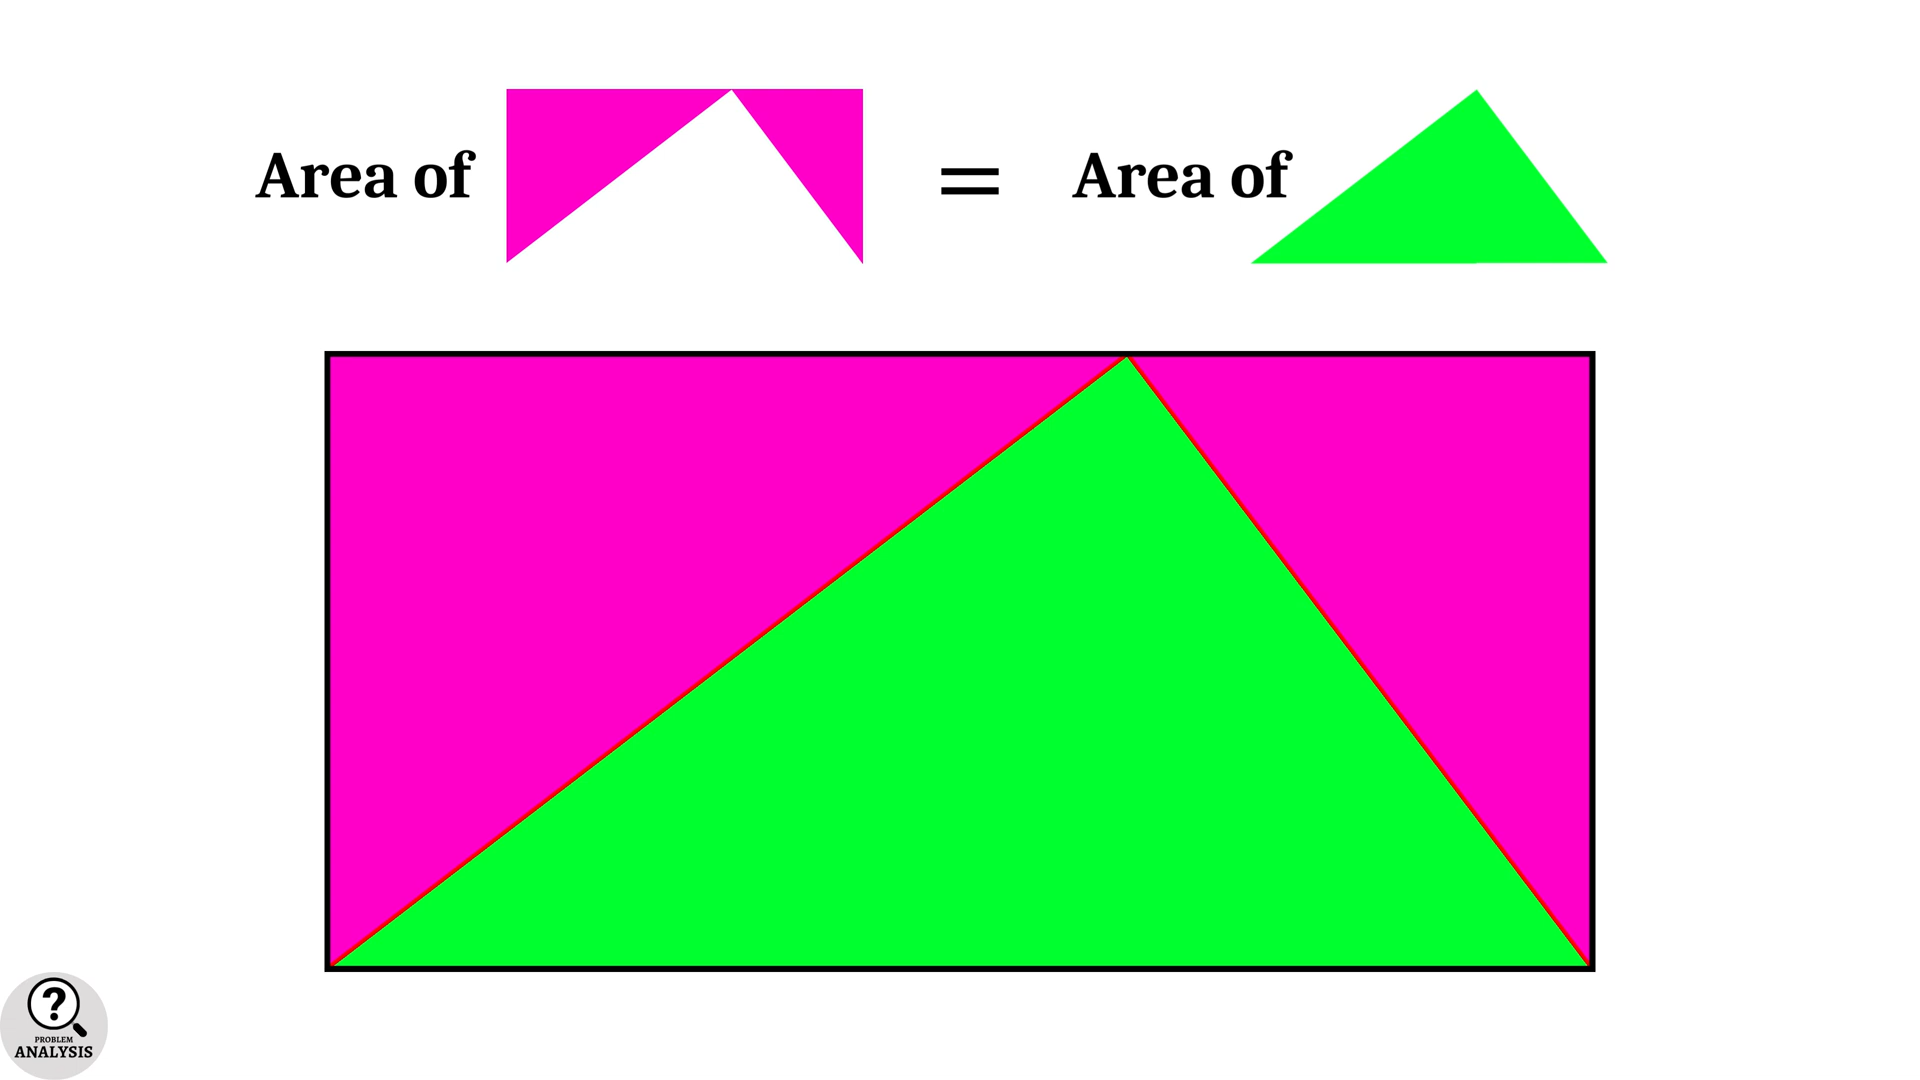 Area of = Area of
?
PROBLEM
ANALYSIS